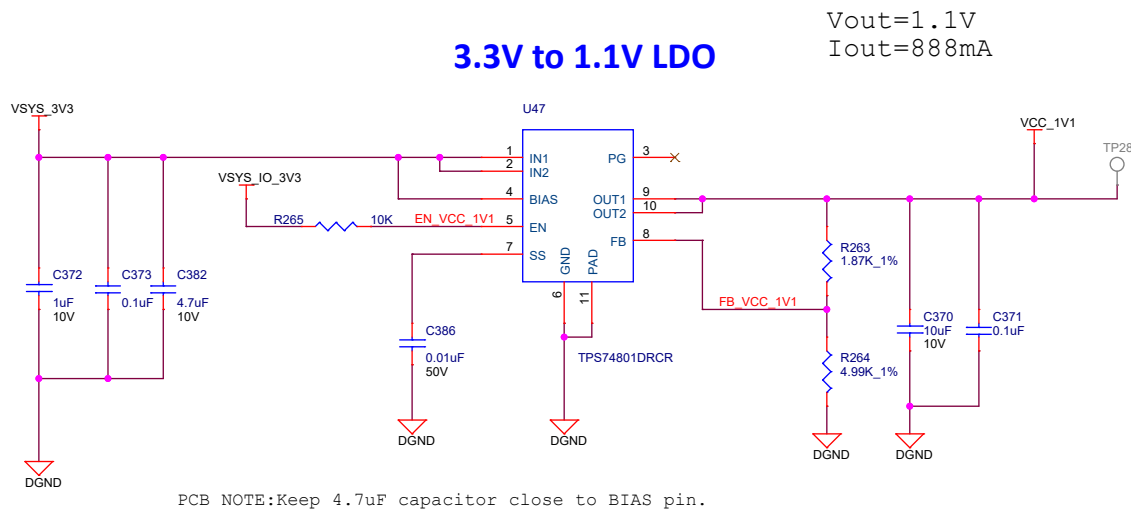 Vout=1.1V
Iout=888mA
3.3V to 1.1V LDO
VSYS_3V3
U47
VCC_1V1
TP28
1
IN1
2
IN2
PG
3
VSYS_IO_3V3
4
BIAS
OUT1
9
OUT2
10
R265
10K
EN_VCC_1V1
5
EN
FB
8
7
SS
GND
PAD
6
11
R263
1.87K_1%
C372
1uF
10V
C373
0.1uF
C382
4.7uF
10V
FB_VCC_1V1
C386
0.01uF
50V
TPS74801DRCR
R264
4.99K_1%
C370
10uF
10V
C371
0.1uF
DGND
DGND
DGND
DGND
DGND
PCB NOTE:Keep 4.7uF capacitor close to BIAS pin.